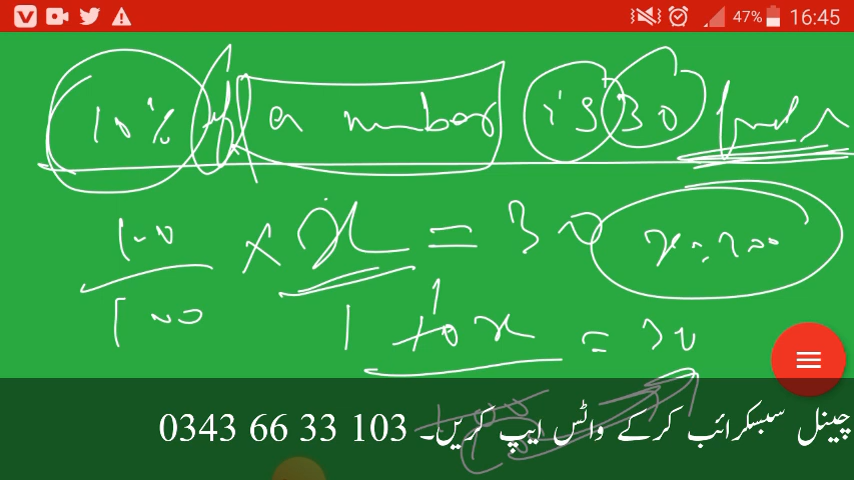 47% 16:45
10% of a number is 30 find x
10 × x = 30 x = 300
100
10 x = 30
100
چینل سبسکرائب کرکے واٹس ایپ کریں۔ 103 33 66 0343